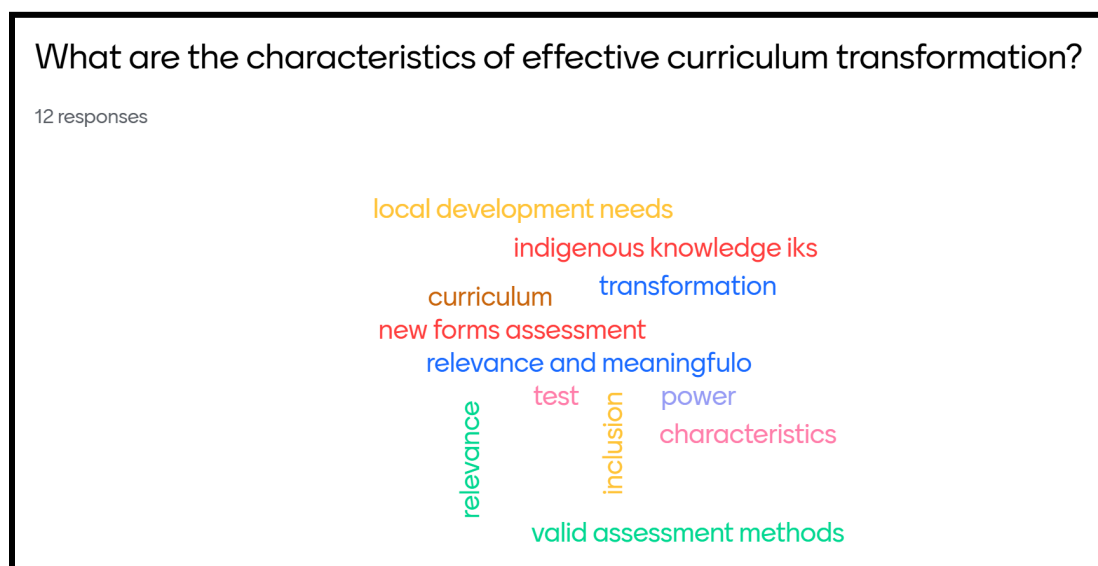 What are the characteristics of effective curriculum transformation?
12 responses
local development needs
indigenous knowledge iks
transformation
curriculum
new forms assessment
relevance and meaningfulo
test
power
relevance
inclusion
characteristics
valid assessment methods